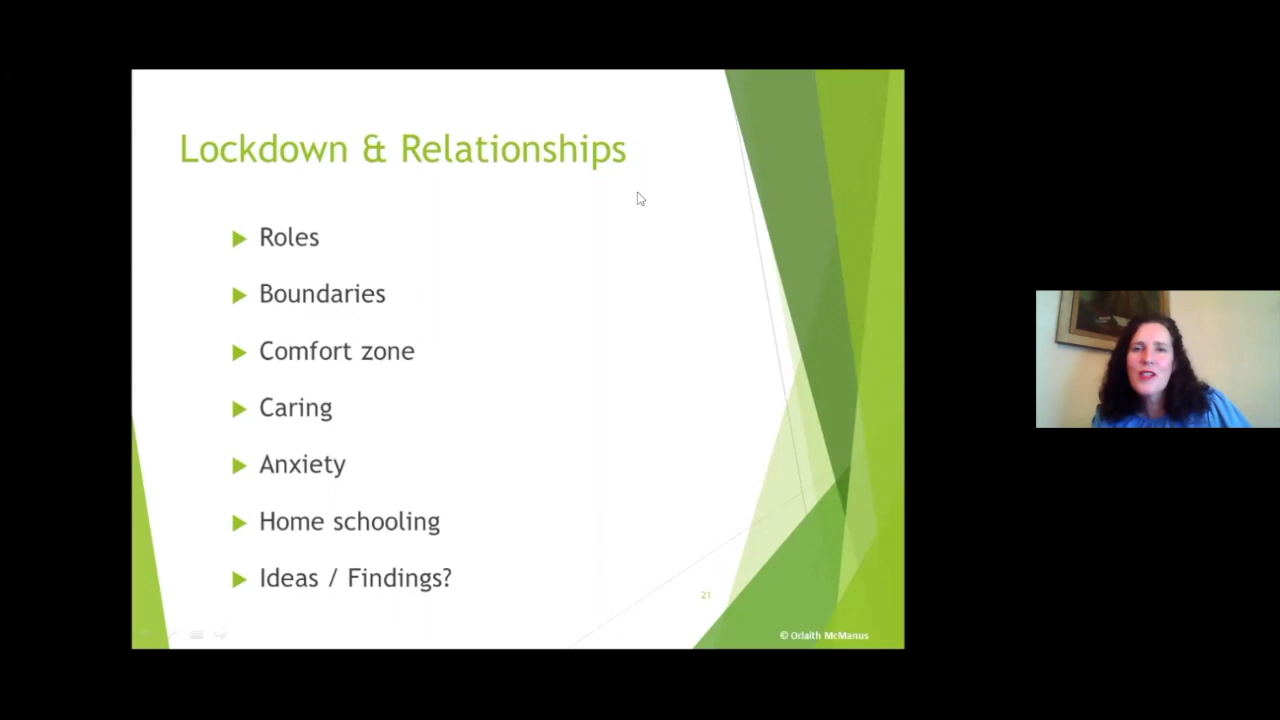 Lockdown & Relationships
Roles
Boundaries
Comfort zone
Caring
Anxiety
Home schooling
Ideas / Findings?
21
© Orlaith McManus